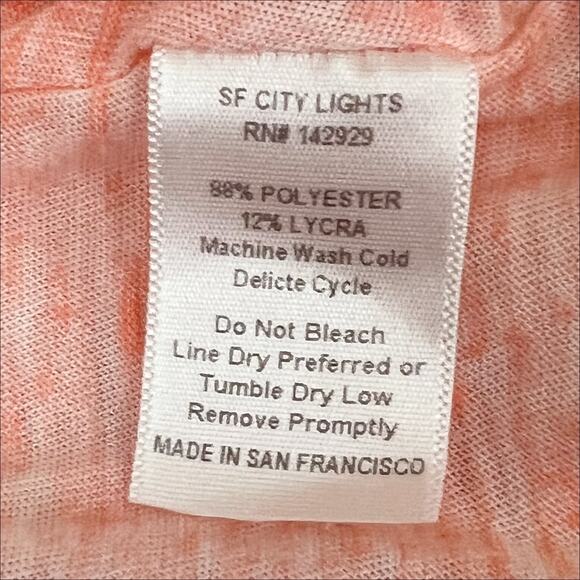 SF CITY LIGHTS
RN# 142929
88% POLYESTER
12% LYCRA
Machine Wash Cold
Delicte Cycle
Do Not Bleach
Line Dry Preferred or
Tumble Dry Low
Remove Promptly
MADE IN SAN FRANCISCO